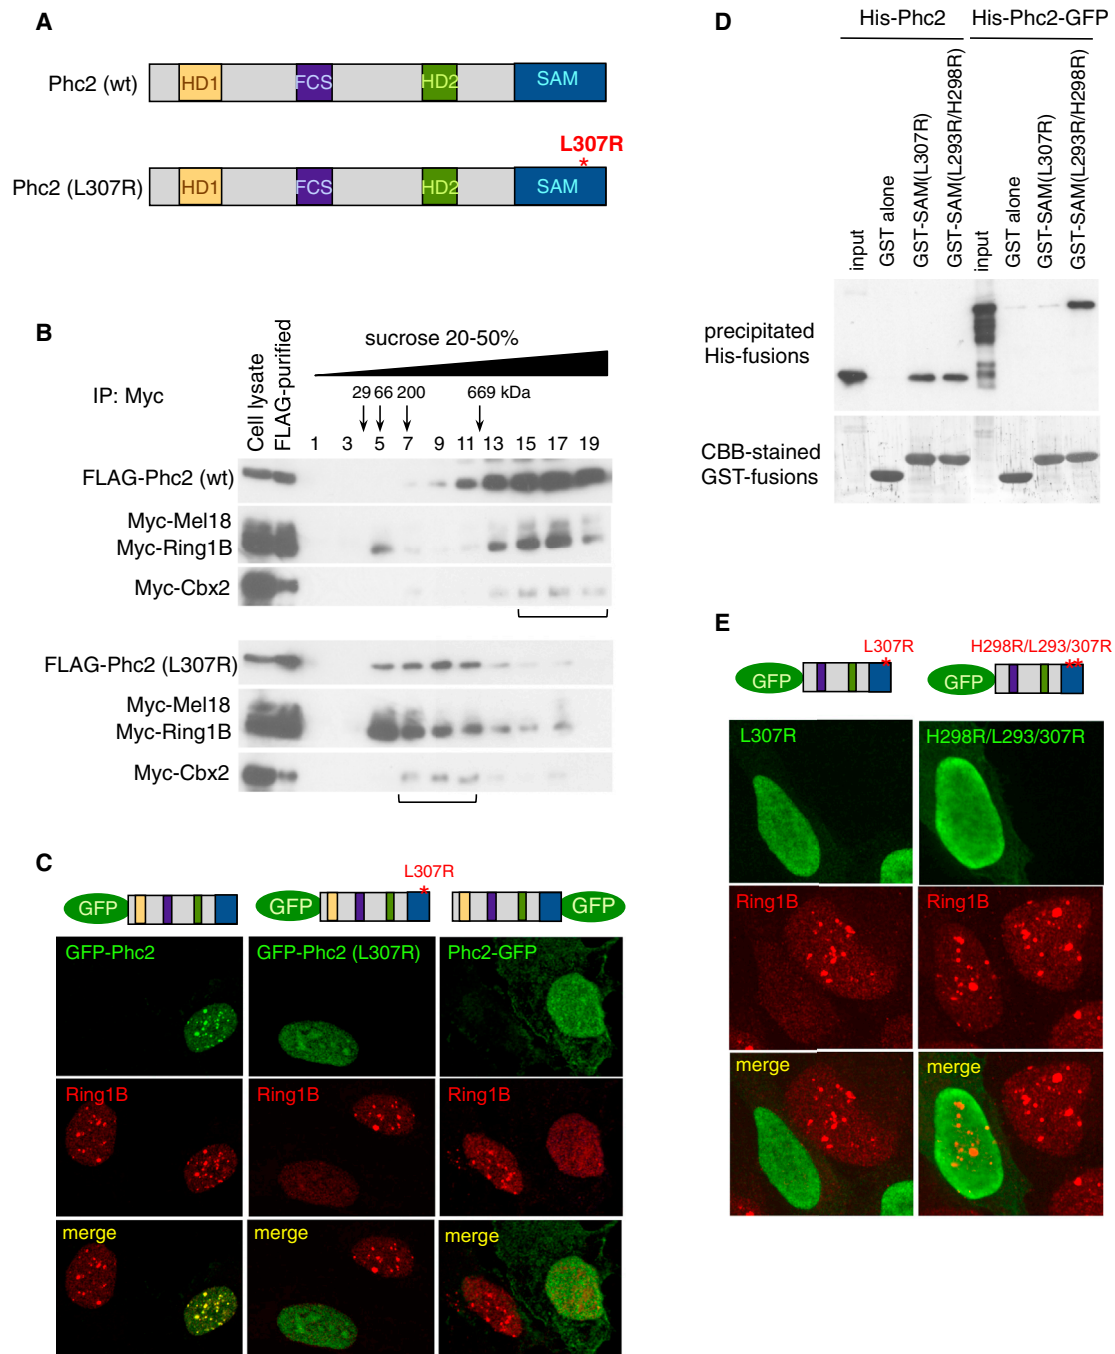 A
Phc2 (wt)
HD1
FCS
HD2
SAM
L307R
*
Phc2 (L307R)
HD1
FCS
HD2
SAM
B
sucrose 20-50%
IP: Myc
Cell lysate
FLAG-purified
29 66 200 669 kDa
1 3 5 7 9 11 13 15 17 19
FLAG-Phc2 (wt)
Myc-Mel18
Myc-Ring1B
Myc-Cbx2
FLAG-Phc2 (L307R)
Myc-Mel18
Myc-Ring1B
Myc-Cbx2
C
L307R
*
GFP
GFP
GFP
GFP-Phc2
GFP-Phc2 (L307R)
Phc2-GFP
Ring1B
Ring1B
Ring1B
merge
merge
merge
D
His-Phc2
His-Phc2-GFP
input
GST alone
GST-SAM(L307R)
GST-SAM(L293R/H298R)
input
GST alone
GST-SAM(L307R)
GST-SAM(L293R/H298R)
precipitated
His-fusions
CBB-stained
GST-fusions
E
L307R
*
H298R/L293/307R
**
GFP
GFP
L307R
H298R/L293/307R
Ring1B
Ring1B
merge
merge